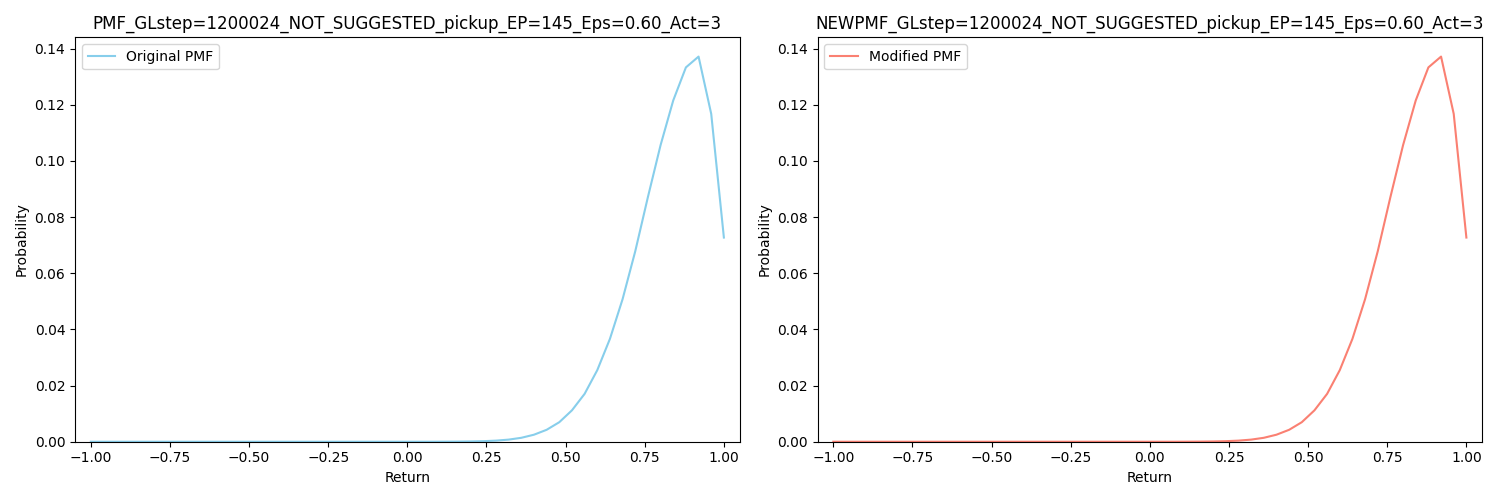 PMF_GLstep=1200024_NOT_SUGGESTED_pickup_EP=145_Eps=0.60_Act=3
Original PMF
Probability
0.14
0.12
0.10
0.08
0.06
0.04
0.02
0.00
−1.00 −0.75 −0.50 −0.25 0.00 0.25 0.50 0.75 1.00
Return
NEWPMF_GLstep=1200024_NOT_SUGGESTED_pickup_EP=145_Eps=0.60_Act=3
Modified PMF
Probability
0.14
0.12
0.10
0.08
0.06
0.04
0.02
0.00
−1.00 −0.75 −0.50 −0.25 0.00 0.25 0.50 0.75 1.00
Return